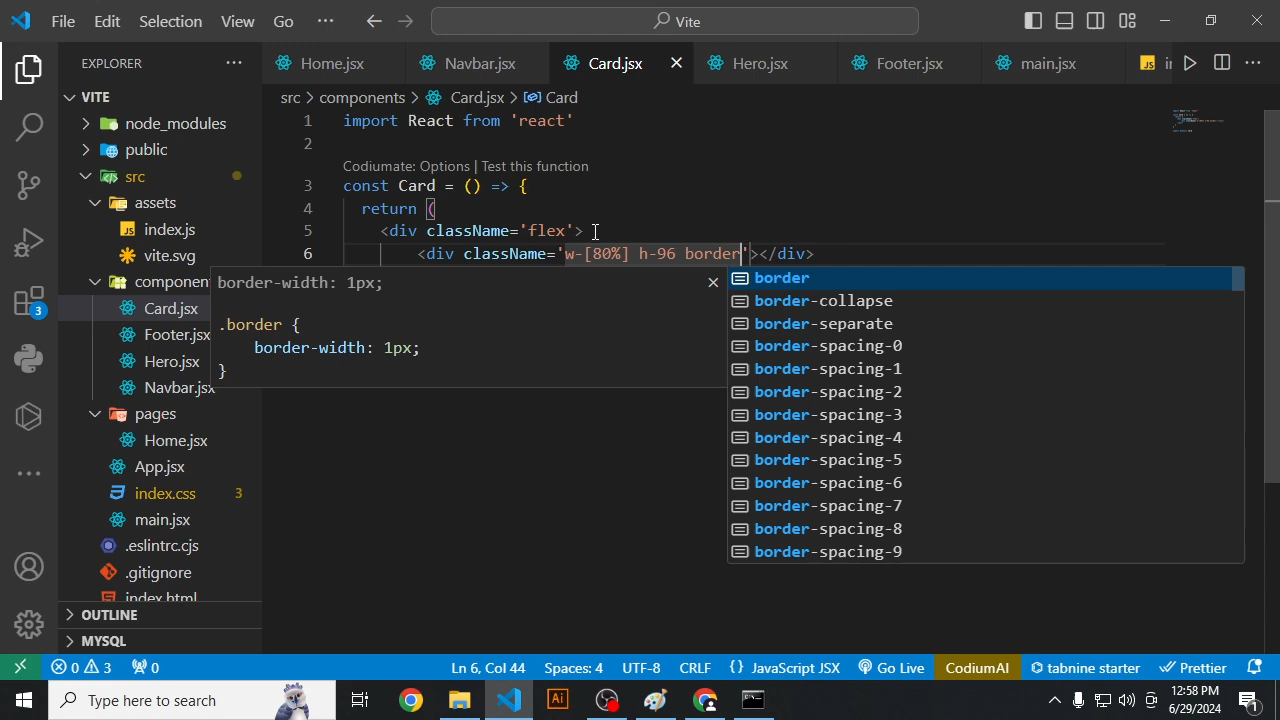 File Edit Selection View Go ··· Vite
EXPLORER ···
Home.jsx Navbar.jsx Card.jsx Hero.jsx Footer.jsx main.jsx JS i ···
VITE
node_modules
public
src
assets
JS index.js
vite.svg
componen
Card.jsx
Footer.jsx
Hero.jsx
Navbar.jsx
pages
Home.jsx
App.jsx
index.css 3
main.jsx
.eslintrc.cjs
.gitignore
index.html
OUTLINE
MYSQL
3
src > components > Card.jsx > Card
1 import React from 'react'
2
Codiumate: Options | Test this function
3 const Card = () => {
4 return (
5 <div className='flex'>
6 <div className='w-[80%] h-96 border'></div>
border-width: 1px;
.border {
border-width: 1px;
}
border
border-collapse
border-separate
border-spacing-0
border-spacing-1
border-spacing-2
border-spacing-3
border-spacing-4
border-spacing-5
border-spacing-6
border-spacing-7
border-spacing-8
border-spacing-9
0 3 0 Ln 6, Col 44 Spaces: 4 UTF-8 CRLF {} JavaScript JSX Go Live CodiumAI tabnine starter Prettier
Type here to search
Ai
12:58 PM
6/29/2024
1